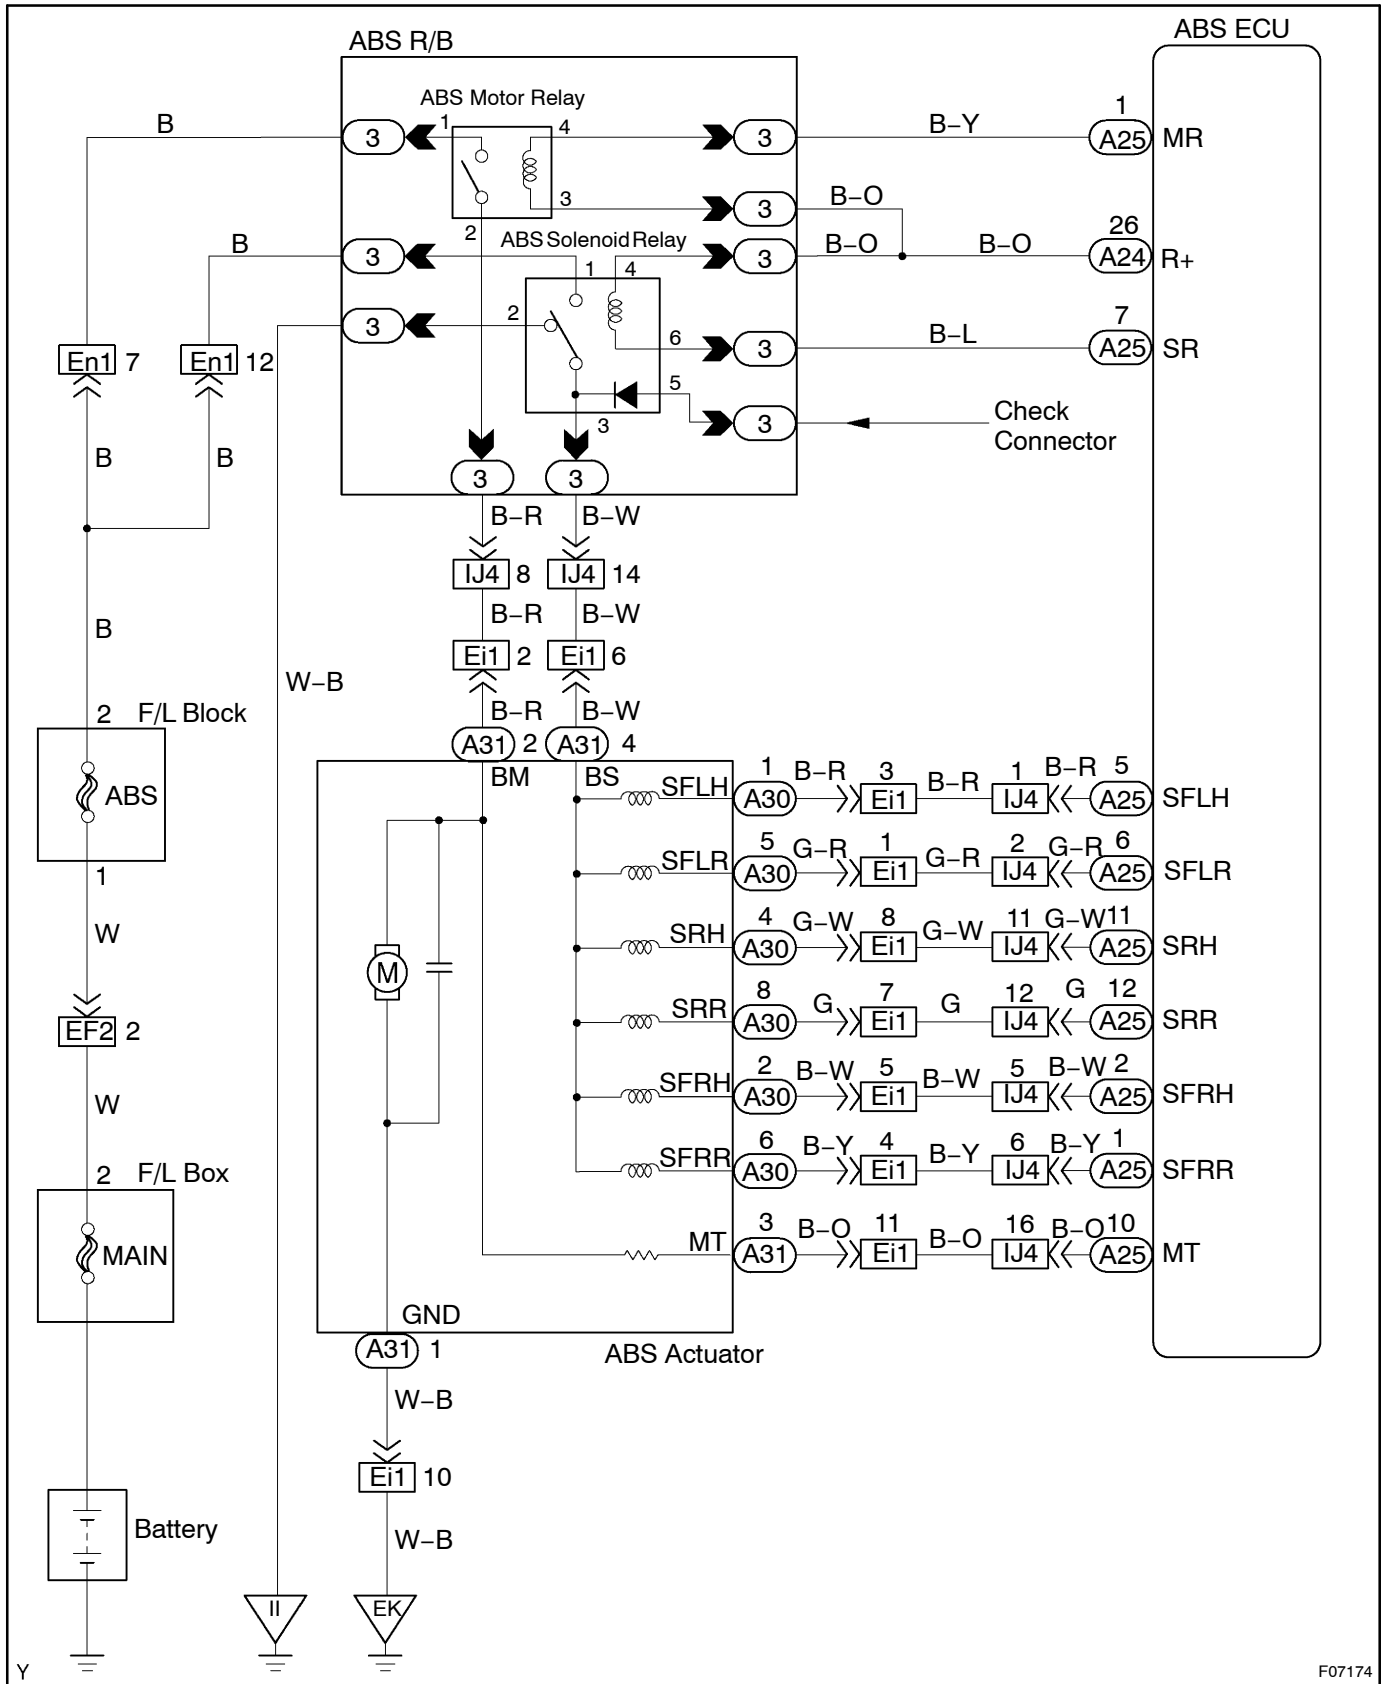 ABS ECU
ABS R/B
ABS Motor Relay
B 3 1 4 3 B−Y 1 A25 MR
3 3 B−O
2 ABS Solenoid Relay 26
B 3 1 4 3 B−O B−O A24 R+
3 2 7
6 3 B−L A25 SR
En1 7 En1 12
5 3 Check
Connector
3
B B 3 3
B−R B−W
IJ4 8 IJ4 14
B B−R B−W
Ei1 2 Ei1 6
W−B
B−R B−W
2 F/L Block
A31 2 A31 4
BM BS
ABS
SFLH 1 A30 B−R 3 Ei1 B−R 1 IJ4 B−R 5 A25 SFLH
SFLR 5 A30 G−R 1 Ei1 G−R 2 IJ4 G−R 6 A25 SFLR
1
W
SRH 4 A30 G−W 8 Ei1 G−W 11 IJ4 G−W 11 A25 SRH
M
SRR 8 A30 G 7 Ei1 G 12 IJ4 G 12 A25 SRR
EF2 2
W
SFRH 2 A30 B−W 5 Ei1 B−W 5 IJ4 B−W 2 A25 SFRH
SFRR 6 A30 B−Y 4 Ei1 B−Y 6 IJ4 B−Y 1 A25 SFRR
2 F/L Box
MAIN
MT 3 A31 B−O 11 Ei1 B−O 16 IJ4 B−O 10 A25 MT
GND
A31 1
ABS Actuator
W−B
Ei1 10
Battery
W−B
II EK
Y F07174